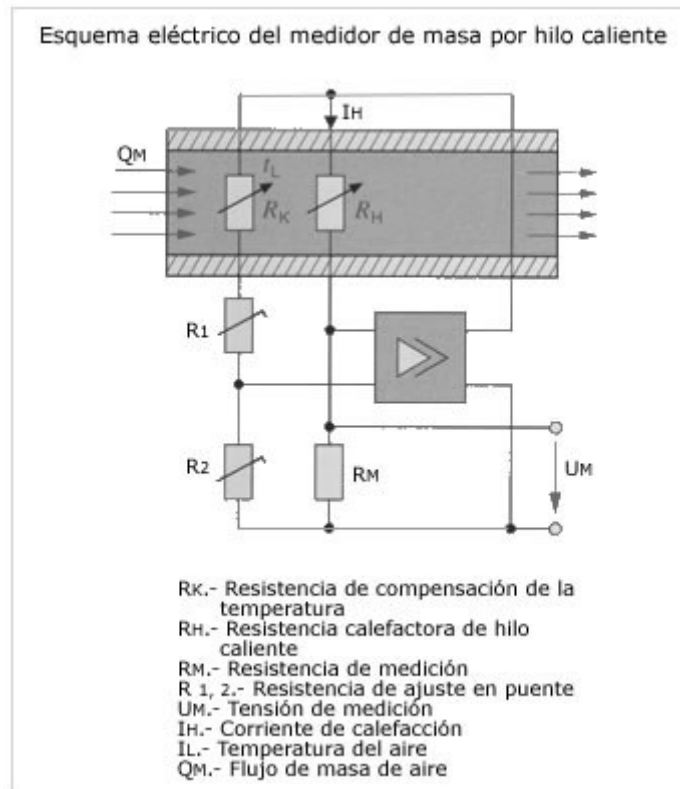 Esquema eléctrico del medidor de masa por hilo caliente
IH
QM
tL
RK
RH
R1
R2
RM
UM
RK.- Resistencia de compensación de la
temperatura
RH.- Resistencia calefactora de hilo
caliente
RM.- Resistencia de medición
R 1, 2.- Resistencia de ajuste en puente
UM.- Tensión de medición
IH.- Corriente de calefacción
IL.- Temperatura del aire
QM.- Flujo de masa de aire